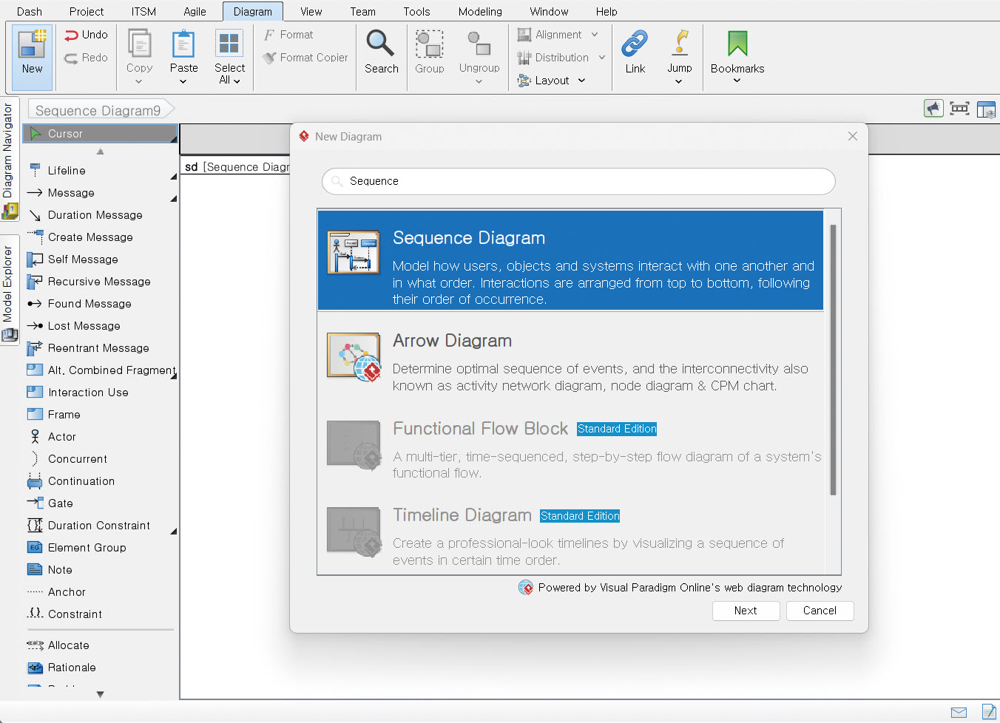 Dash Project ITSM Agile Diagram View Team Tools Modeling Window Help
New
Undo
Redo
Copy
Paste
Select
All
Format
Format Copier
Search
Group
Ungroup
Alignment
Distribution
Layout
Link
Jump
Bookmarks
Diagram Navigator
Model Explorer
Sequence Diagram9
Cursor
Lifeline
Message
Duration Message
Create Message
Self Message
Recursive Message
Found Message
Lost Message
Reentrant Message
Alt. Combined Fragment
Interaction Use
Frame
Actor
Concurrent
Continuation
Gate
Duration Constraint
EG Element Group
Note
Anchor
Constraint
Allocate
Rationale
sd [Sequence Diagr
New Diagram
Sequence
Sequence Diagram
Model how users, objects and systems interact with one another and
in what order. Interactions are arranged from top to bottom, following
their order of occurrence.
Arrow Diagram
Determine optimal sequence of events, and the interconnectivity also
known as activity network diagram, node diagram & CPM chart.
Functional Flow Block Standard Edition
A multi-tier, time-sequenced, step-by-step flow diagram of a system's
functional flow.
Timeline Diagram Standard Edition
Create a professional-look timelines by visualizing a sequence of
events in certain time order.
Powered by Visual Paradigm Online's web diagram technology
Next
Cancel